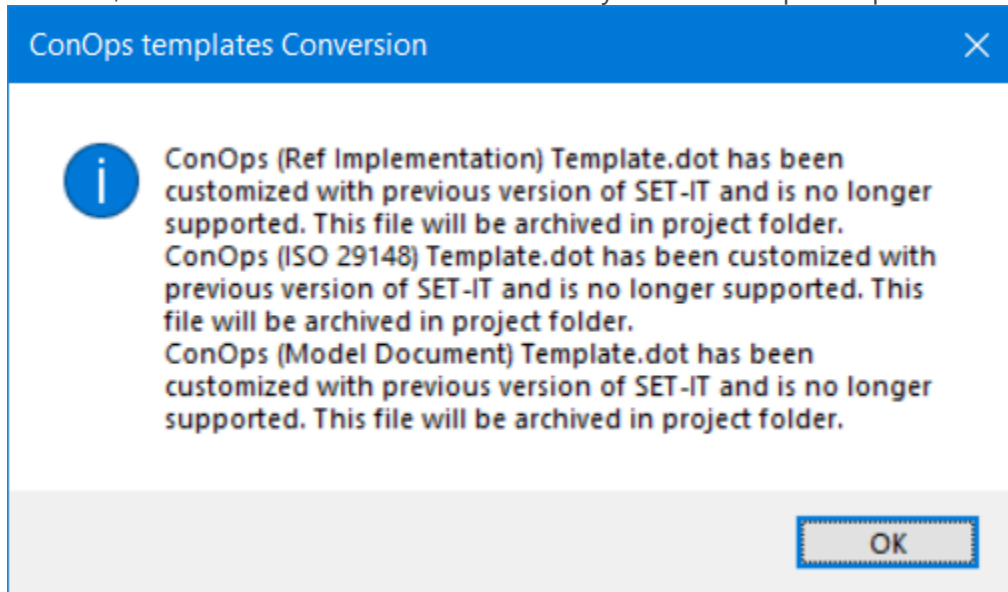 ConOps templates Conversion
ConOps (Ref Implementation) Template.dot has been
customized with previous version of SET-IT and is no longer
supported. This file will be archived in project folder.
ConOps (ISO 29148) Template.dot has been customized with
previous version of SET-IT and is no longer supported. This
file will be archived in project folder.
ConOps (Model Document) Template.dot has been
customized with previous version of SET-IT and is no longer
supported. This file will be archived in project folder.
OK